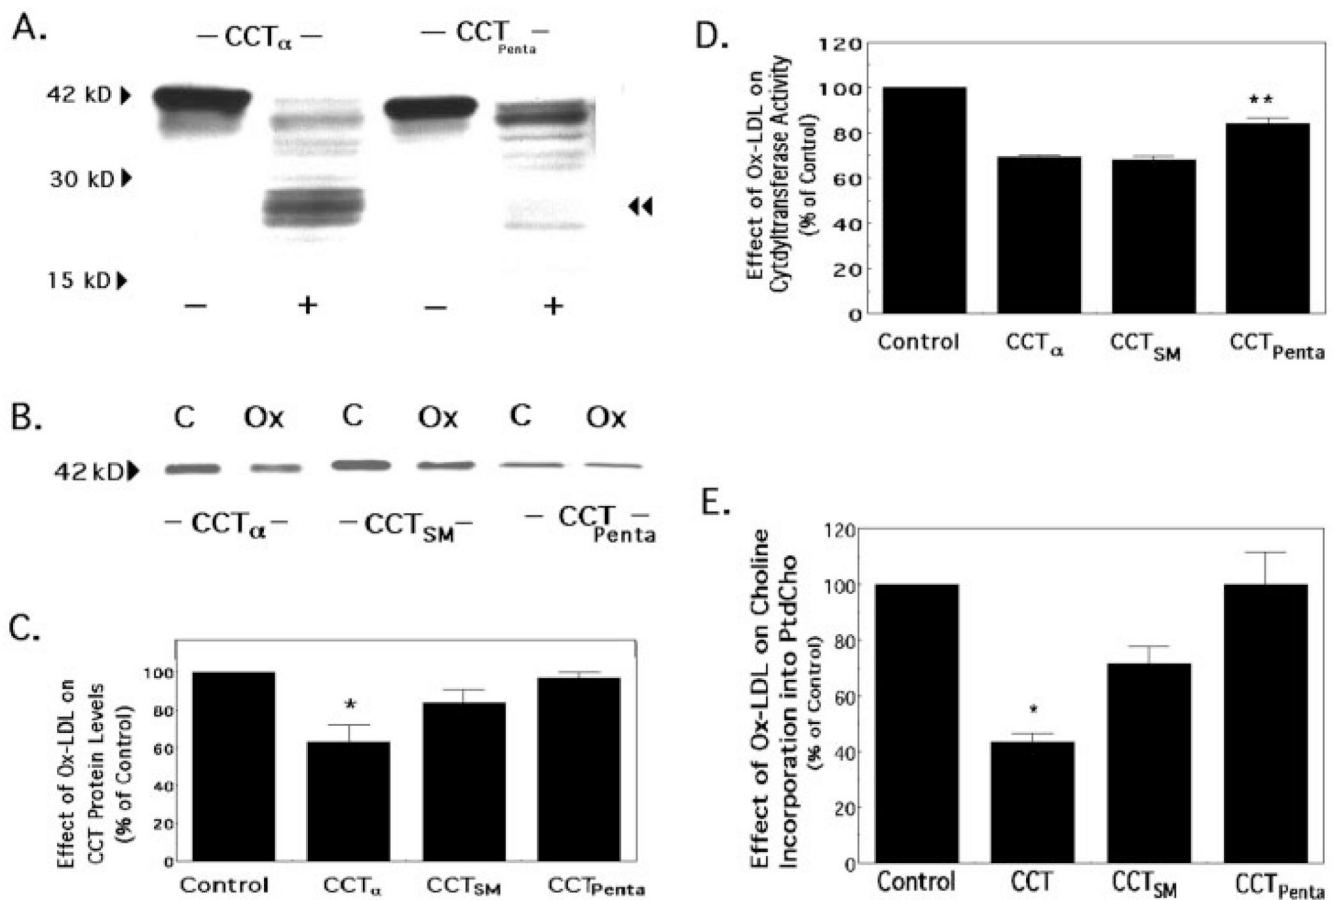 A.
– CCTα –
– CCTPenta –
42 kD
30 kD
15 kD
– + – +
B.
C Ox C Ox C Ox
42 kD
– CCTα –
– CCTSM –
– CCTPenta –
C.
Effect of Ox-LDL on
CCT Protein Levels
(% of Control)
100
80
60
40
20
0
*
Control CCTα CCTSM CCTPenta
D.
Effect of Ox-LDL on
Cytdyltransferase Activity
(% of Control)
120
100
80
60
40
20
0
**
Control CCTα CCTSM CCTPenta
E.
Effect of Ox-LDL on Choline
Incorporation into PtdCho
(% of Control)
120
100
80
60
40
20
0
*
Control CCT CCTSM CCTPenta